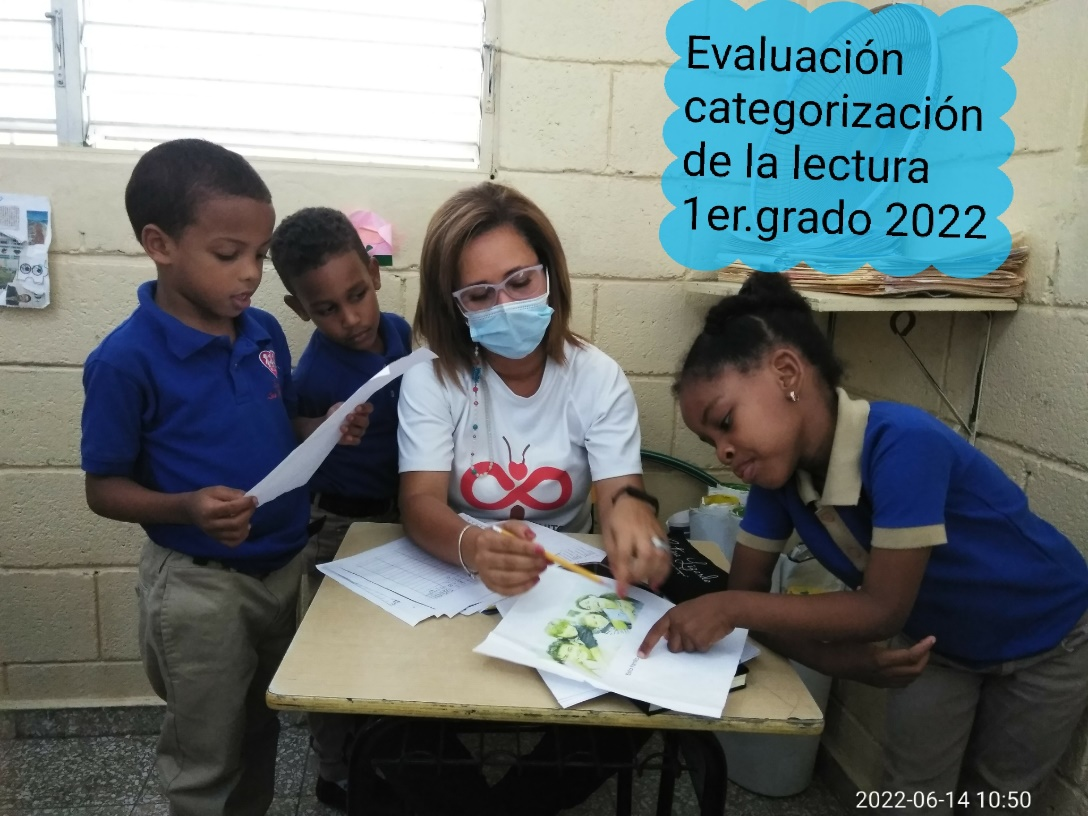 Evaluación
categorización
de la lectura
1er.grado 2022
2022-06-14 10:50